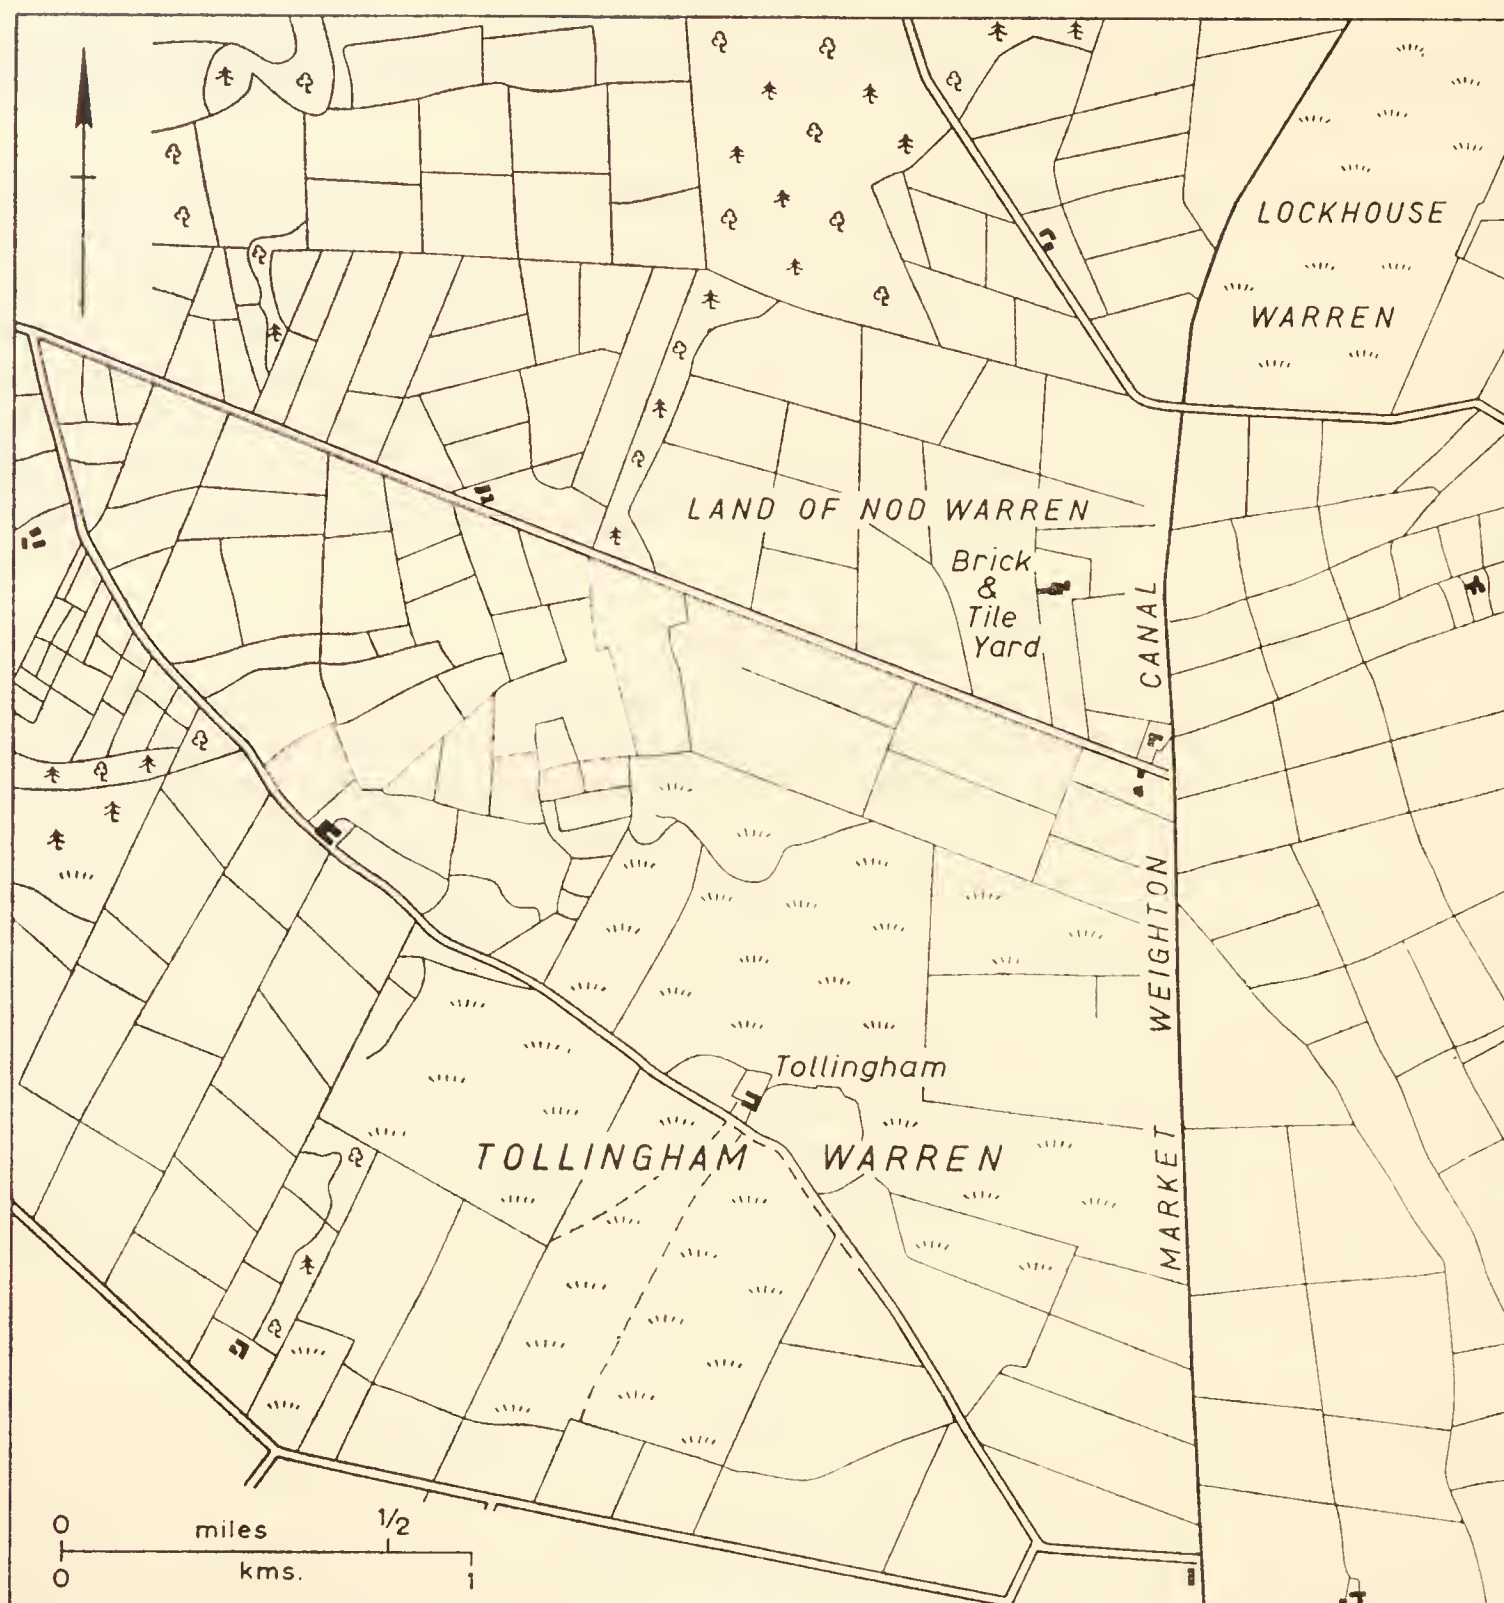 LOCKHOUSE
WARREN
LAND OF NOD WARREN
Brick
&
Tile
Yard
MARKET WEIGHTON CANAL
Tollingham
TOLLINGHAM WARREN
0 miles 1/2
0 kms. 1